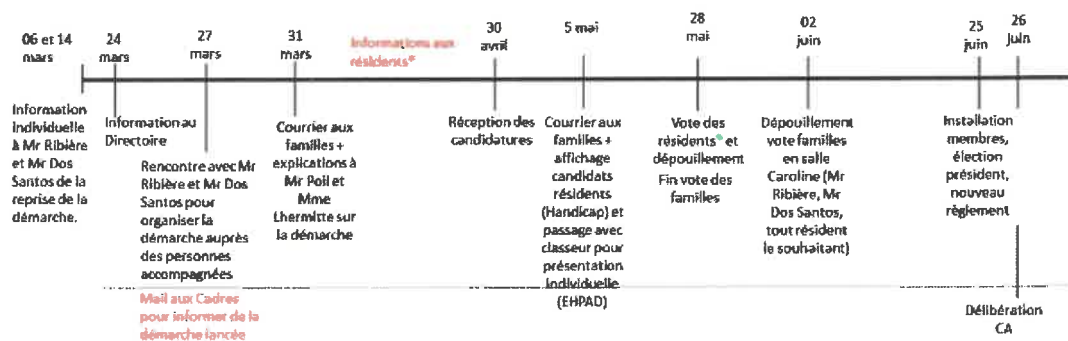 06 et 14
mars
24
mars
27
mars
31
mars
Informations aux
résidents*
30
avril
5 mai
28
mai
02
juin
25
juin
26
juin
Information
individuelle
à Mr Ribière
et Mr Dos
Santos de la
reprise de la
démarche.
Information au
Directoire
Rencontre avec Mr
Ribière et Mr Dos
Santos pour
organiser la
démarche auprès
des personnes
accompagnées
Mail aux Cadres
pour informer de la
démarche lancée
Courrier aux
familles +
explications à
Mr Poil et
Mme
Lhermitte sur
la démarche
Réception des
candidatures
Courrier aux
familles +
affichage
candidats
résidents
(Handicap) et
passage avec
classeur pour
présentation
individuelle
(EHPAD)
Vote des
résidents* et
dépouillement
Fin vote des
familles
Dépouillement
vote familles
en salle
Caroline (Mr
Ribière, Mr
Dos Santos,
tout résident
le souhaitant)
Installation
membres,
élection
président,
nouveau
règlement
Délibération
CA